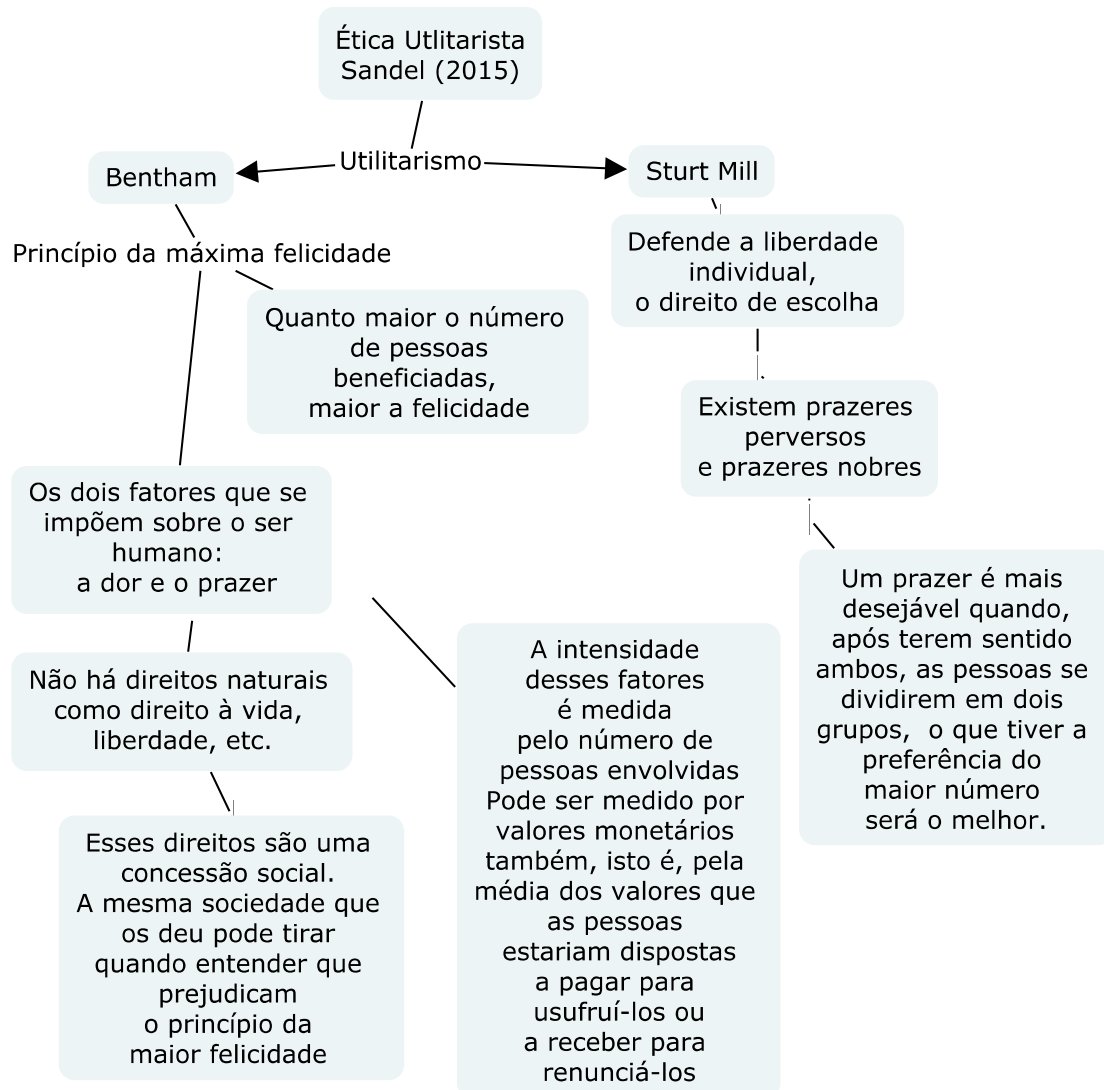 Ética Utlitarista
Sandel (2015)
Utilitarismo
Bentham
Princípio da máxima felicidade
Quanto maior o número
de pessoas
beneficiadas,
maior a felicidade
Os dois fatores que se
impõem sobre o ser
humano:
a dor e o prazer
Não há direitos naturais
como direito à vida,
liberdade, etc.
Esses direitos são uma
concessão social.
A mesma sociedade que
os deu pode tirar
quando entender que
prejudicam
o princípio da
maior felicidade
A intensidade
desses fatores
é medida
pelo número de
pessoas envolvidas
Pode ser medido por
valores monetários
também, isto é, pela
média dos valores que
as pessoas
estariam dispostas
a pagar para
usufruí-los ou
a receber para
renunciá-los
Sturt Mill
Defende a liberdade
individual,
o direito de escolha
Existem prazeres
perversos
e prazeres nobres
Um prazer é mais
desejável quando,
após terem sentido
ambos, as pessoas se
dividirem em dois
grupos,  o que tiver a
preferência do
maior número
será o melhor.